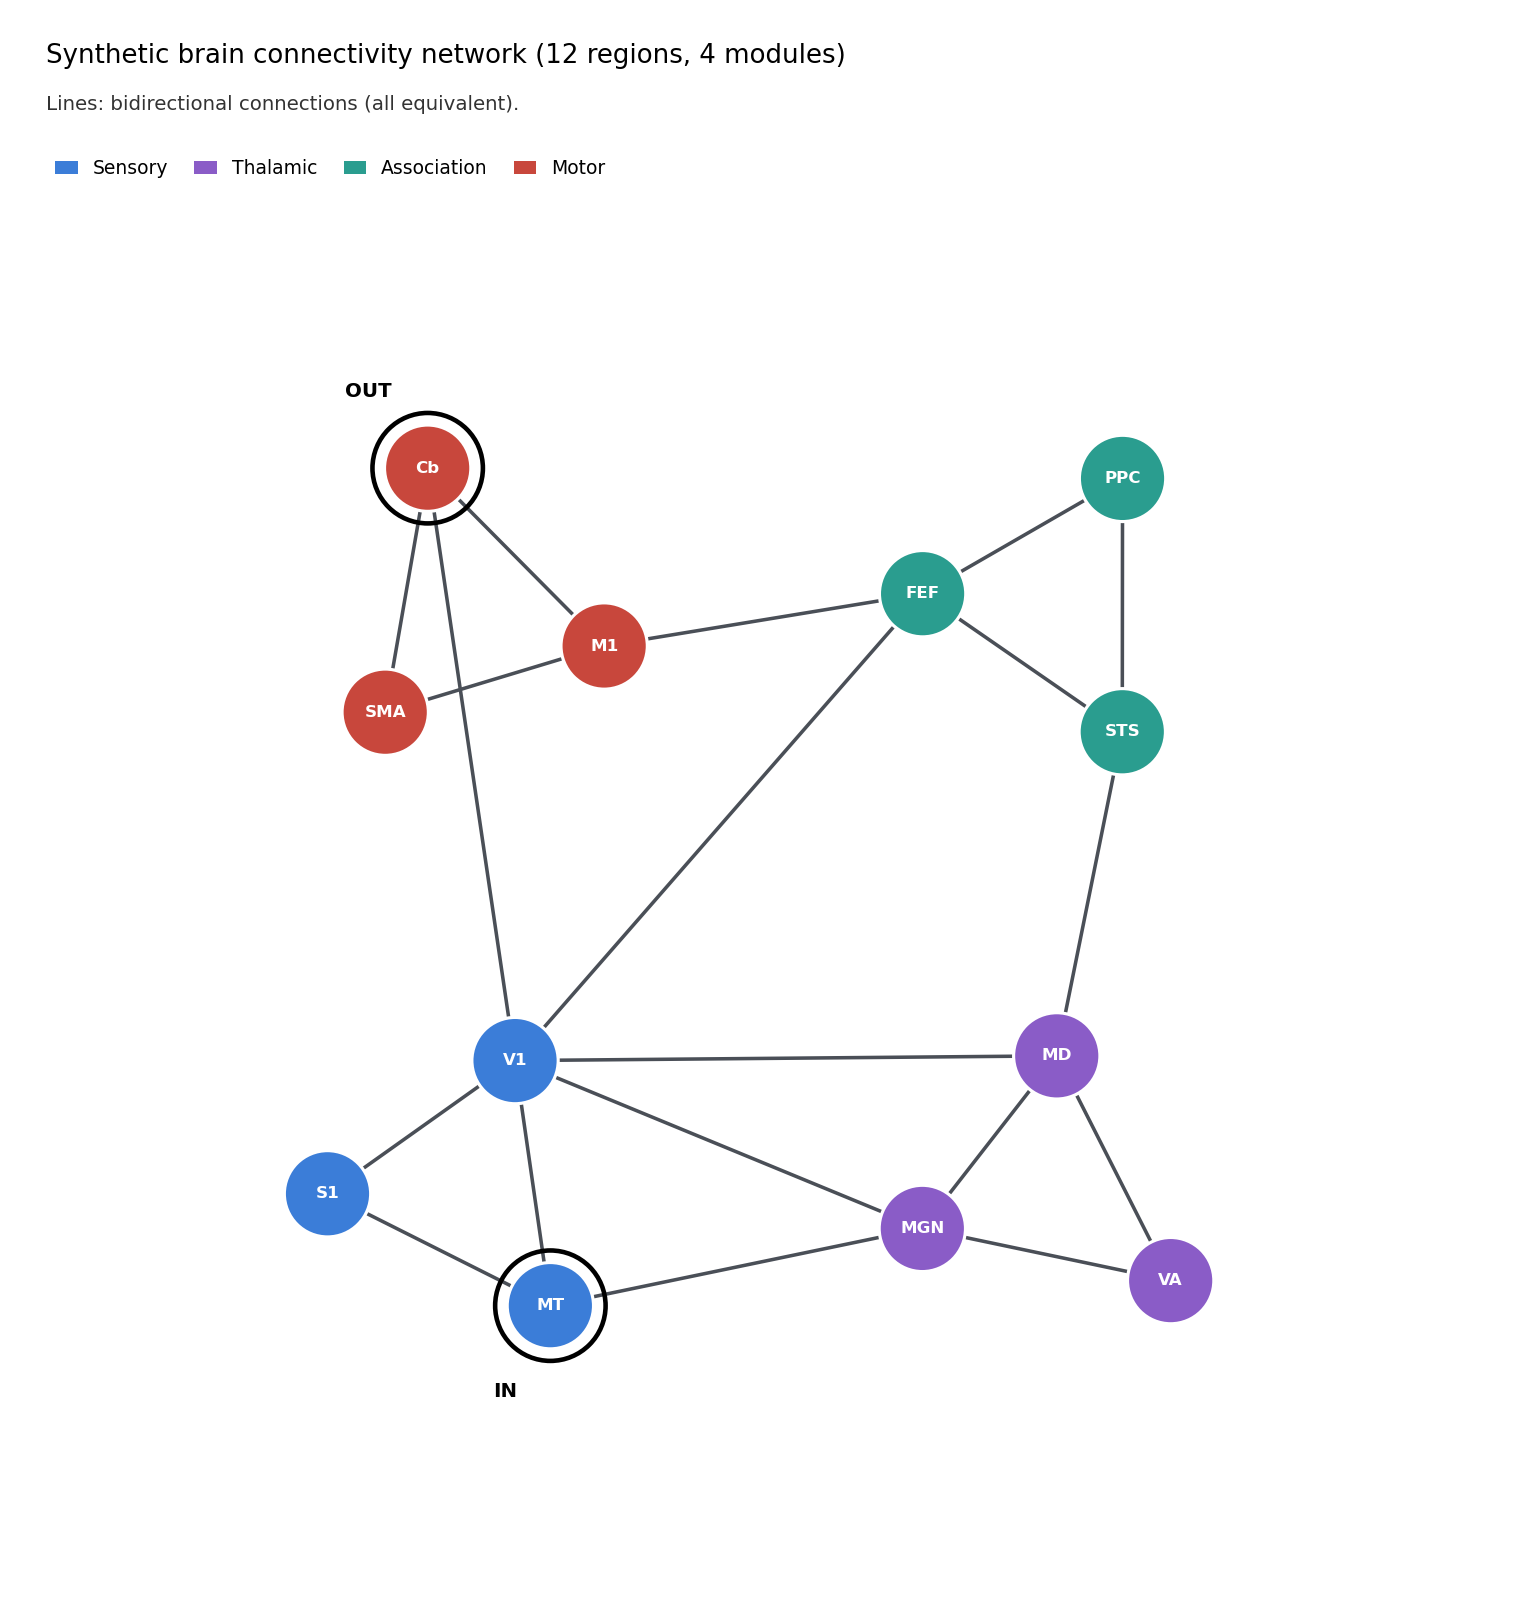 Synthetic brain connectivity network (12 regions, 4 modules)
Lines: bidirectional connections (all equivalent).
Sensory Thalamic Association Motor
OUT
Cb
PPC
FEF
M1
SMA
STS
V1
MD
S1
MGN
VA
MT
IN